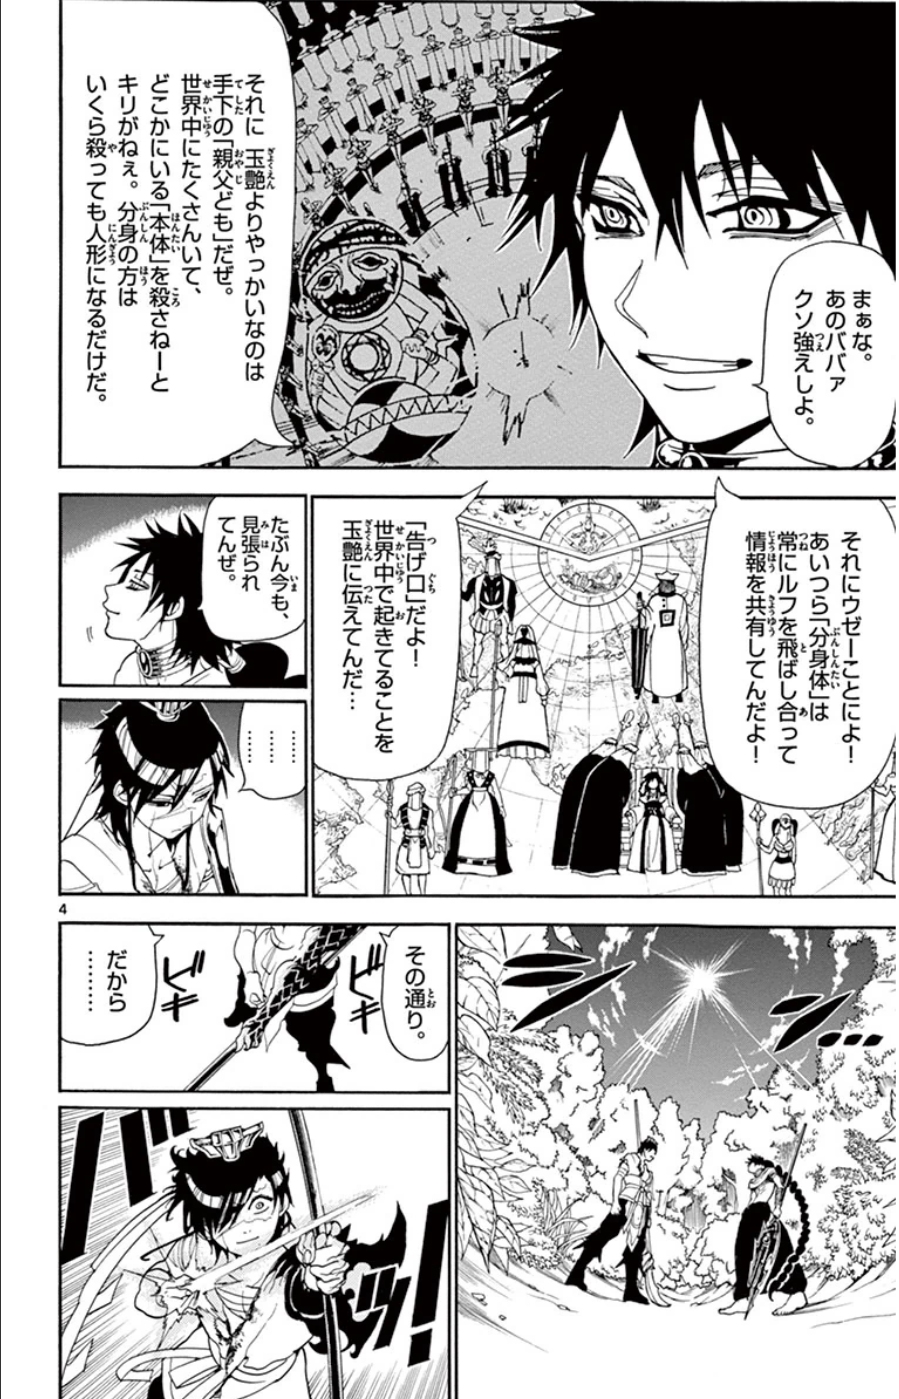 まぁな。
あのババァ
クソ強えしよ。
それに玉艶よりやっかいなのは
手下の「親父ども」だぜ。
世界中にたくさんいて、
どこかにいる「本体」を殺さねーと
キリがねぇ。分身の方は
いくら殺っても人形になるだけだ。
それにウゼーことによ！
あいつら「分身体」は
常にルフを飛ばし合って
情報を共有してんだよ！
「告げ口」だよ！
世界中で起きてることを
玉艶に伝えてんだ…
たぶん今も、
見張られ
てんぜ。
………
………
4
その通り。
ビキ
ビキ
だから
………
バッ！